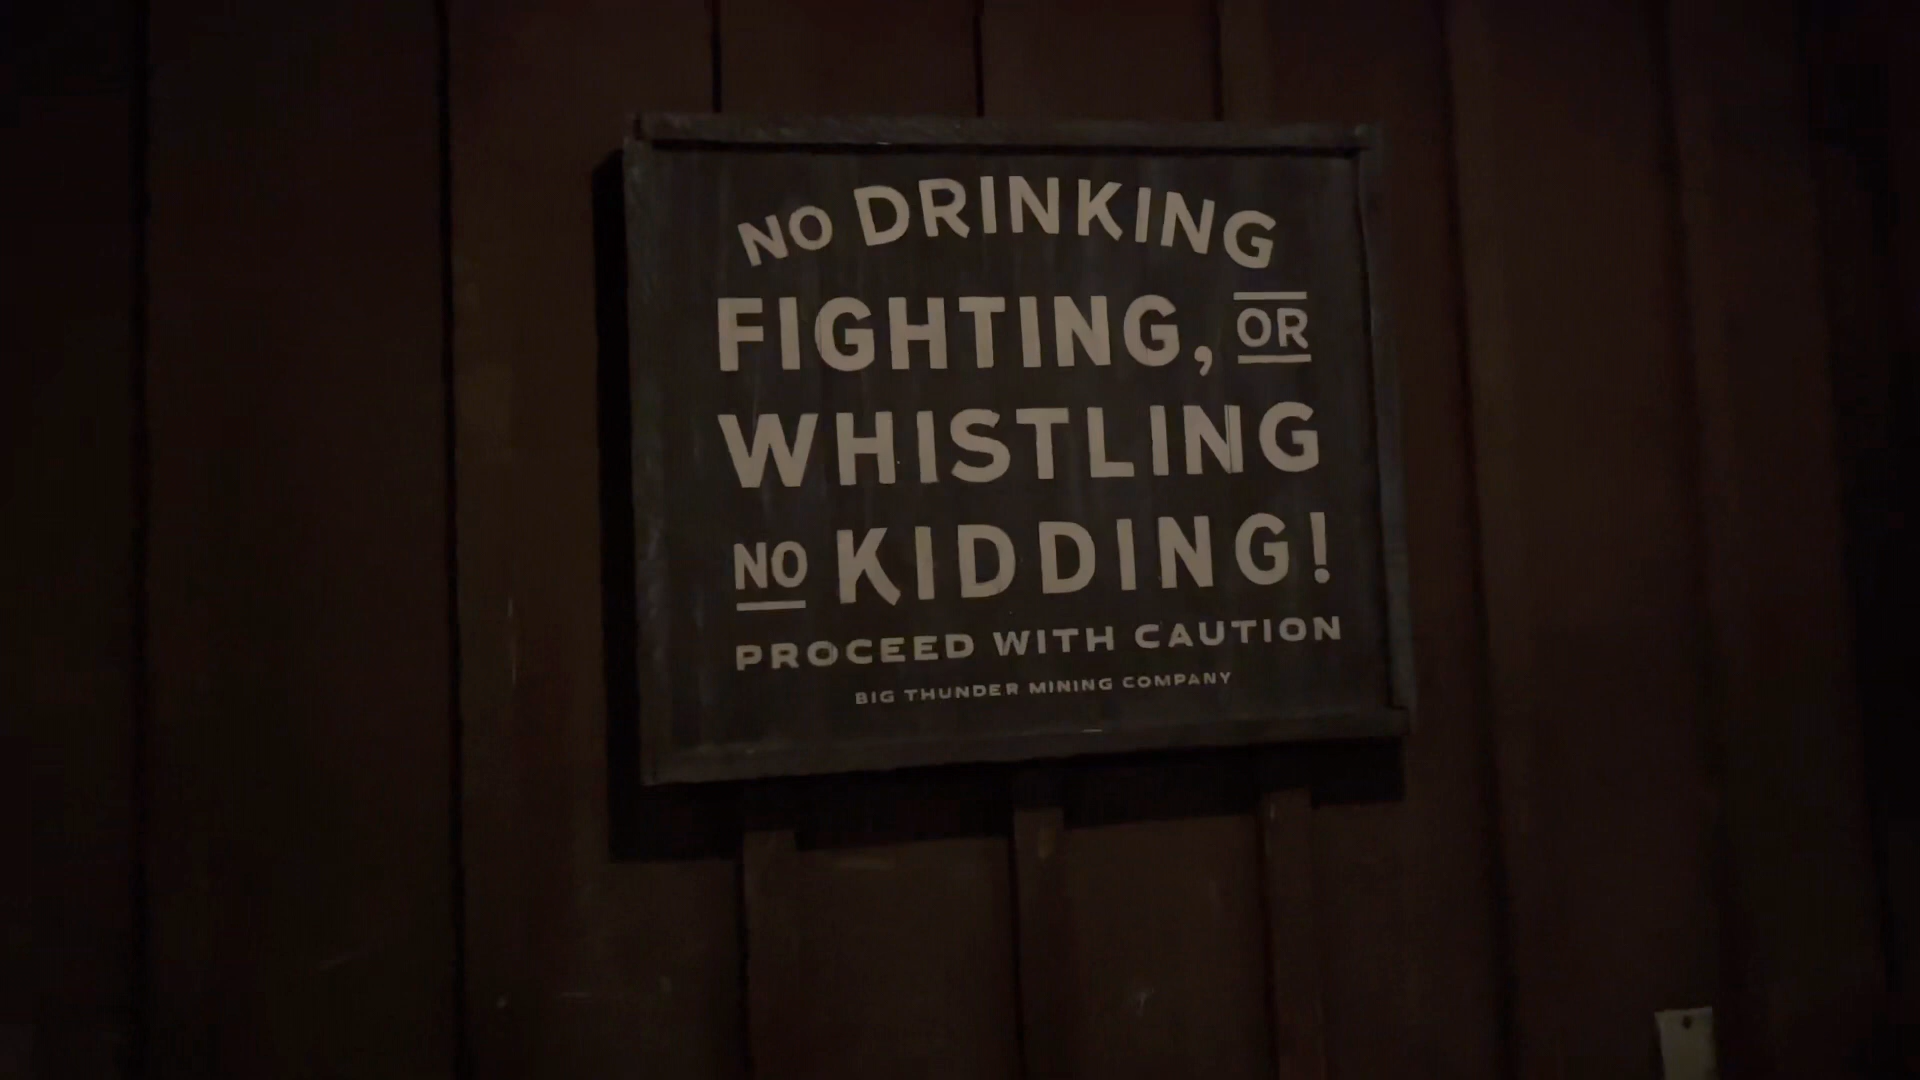 NO DRINKING
FIGHTING, OR
WHISTLING
NO KIDDING!
PROCEED WITH CAUTION
BIG THUNDER MINING COMPANY